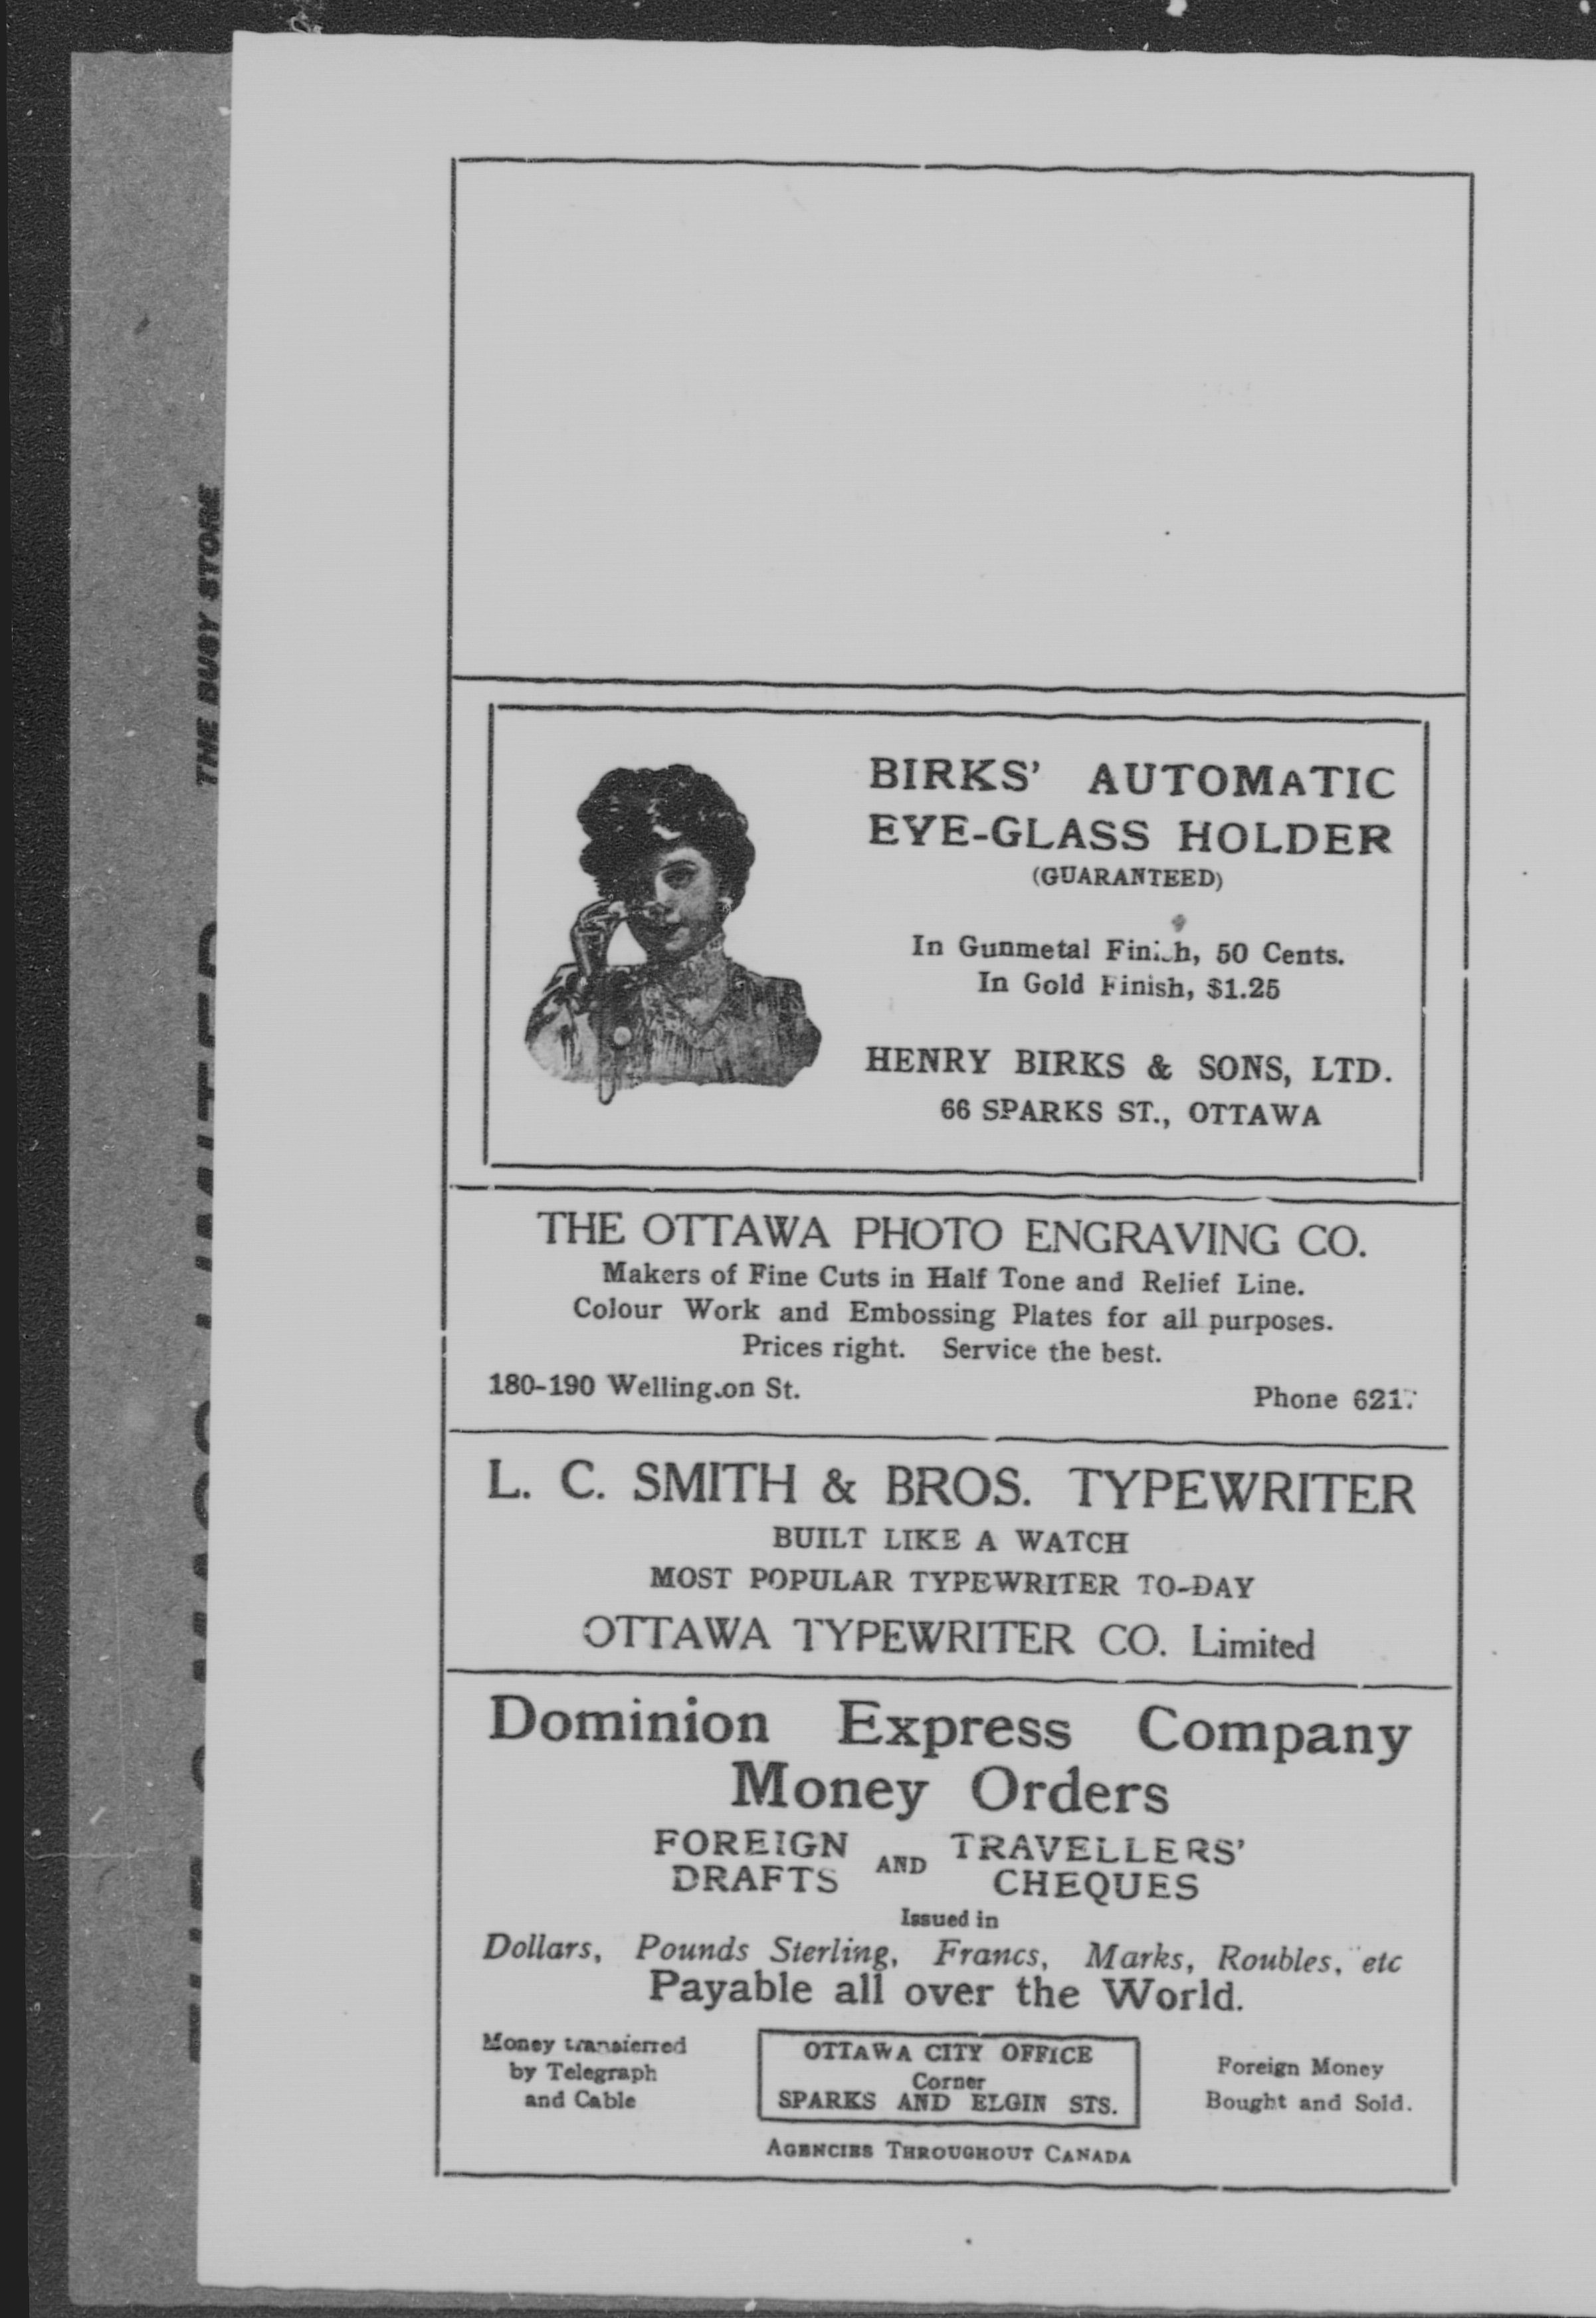 THE BUSY STORE
BIRKS' AUTOMATIC
EYE-GLASS HOLDER
(GUARANTEED)
In Gunmetal Finish, 50 Cents.
In Gold Finish, $1.25
HENRY BIRKS & SONS, LTD.
66 SPARKS ST., OTTAWA
THE OTTAWA PHOTO ENGRAVING CO.
Makers of Fine Cuts in Half Tone and Relief Line.
Colour Work and Embossing Plates for all purposes.
Prices right. Service the best.
180-190 Wellington St.
Phone
L. C. SMITH & BROS. TYPEWRITER
BUILT LIKE A WATCH
MOST POPULAR TYPEWRITER TO-DAY
OTTAWA TYPEWRITER CO. Limited
Dominion Express Company
Money Orders
FOREIGN DRAFTS AND TRAVELLERS' CHEQUES
Issued in
Dollars, Pounds Sterling, Francs, Marks, Roubles, etc
Payable all over the World.
Money transferred
by Telegraph
and Cable
OTTAWA CITY OFFICE
Corner
SPARKS AND ELGIN STS.
Foreign Money
Bought and Sold.
AGENCIES THROUGHOUT CANADA